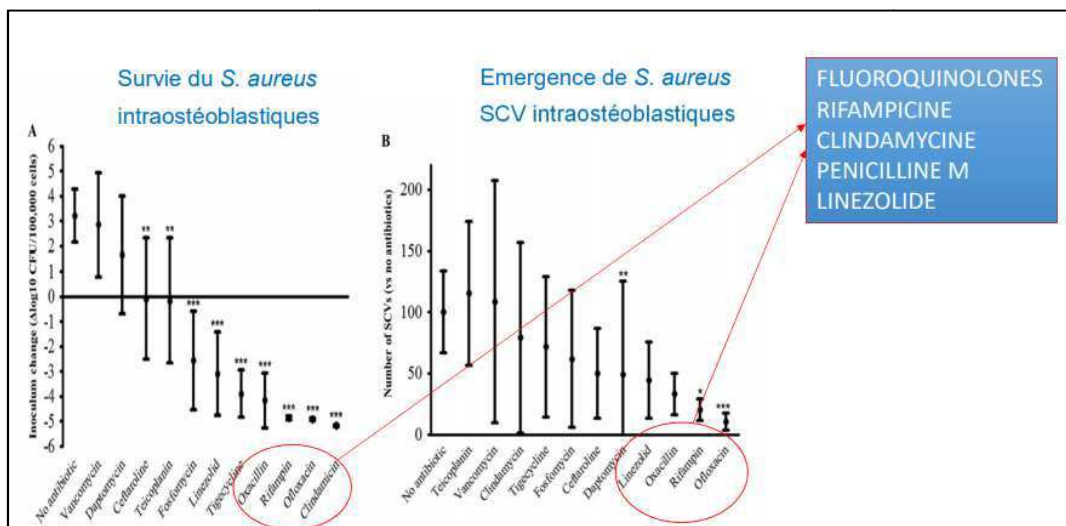 Survie du S. aureus
intraostéoblastiques
Emergence de S. aureus
SCV intraostéoblastiques
FLUOROQUINOLONES
RIFAMPICINE
CLINDAMYCINE
PENICILLINE M
LINEZOLIDE
A
Inoculum change (Δlog10 CFU/100,000 cells)
6
5
4
3
2
1
0
-1
-2
-3
-4
-5
-6
**
**
***
***
***
***
***
***
***
No antibiotic
Vancomycin
Daptomycin
Ceftaroline
Teicoplanin
Fosfomycin
Linezolid
Tigecycline
Oxacillin
Rifampin
Ofloxacin
Clindamicin
B
Number of SCVs (vs no antibiotics)
200
150
100
50
0
**
*
***
No antibiotic
Teicoplanin
Vancomycin
Clindamycin
Tigecycline
Fosfomycin
Ceftaroline
Daptomycin
Linezolid
Oxacillin
Rifampin
Ofloxacin